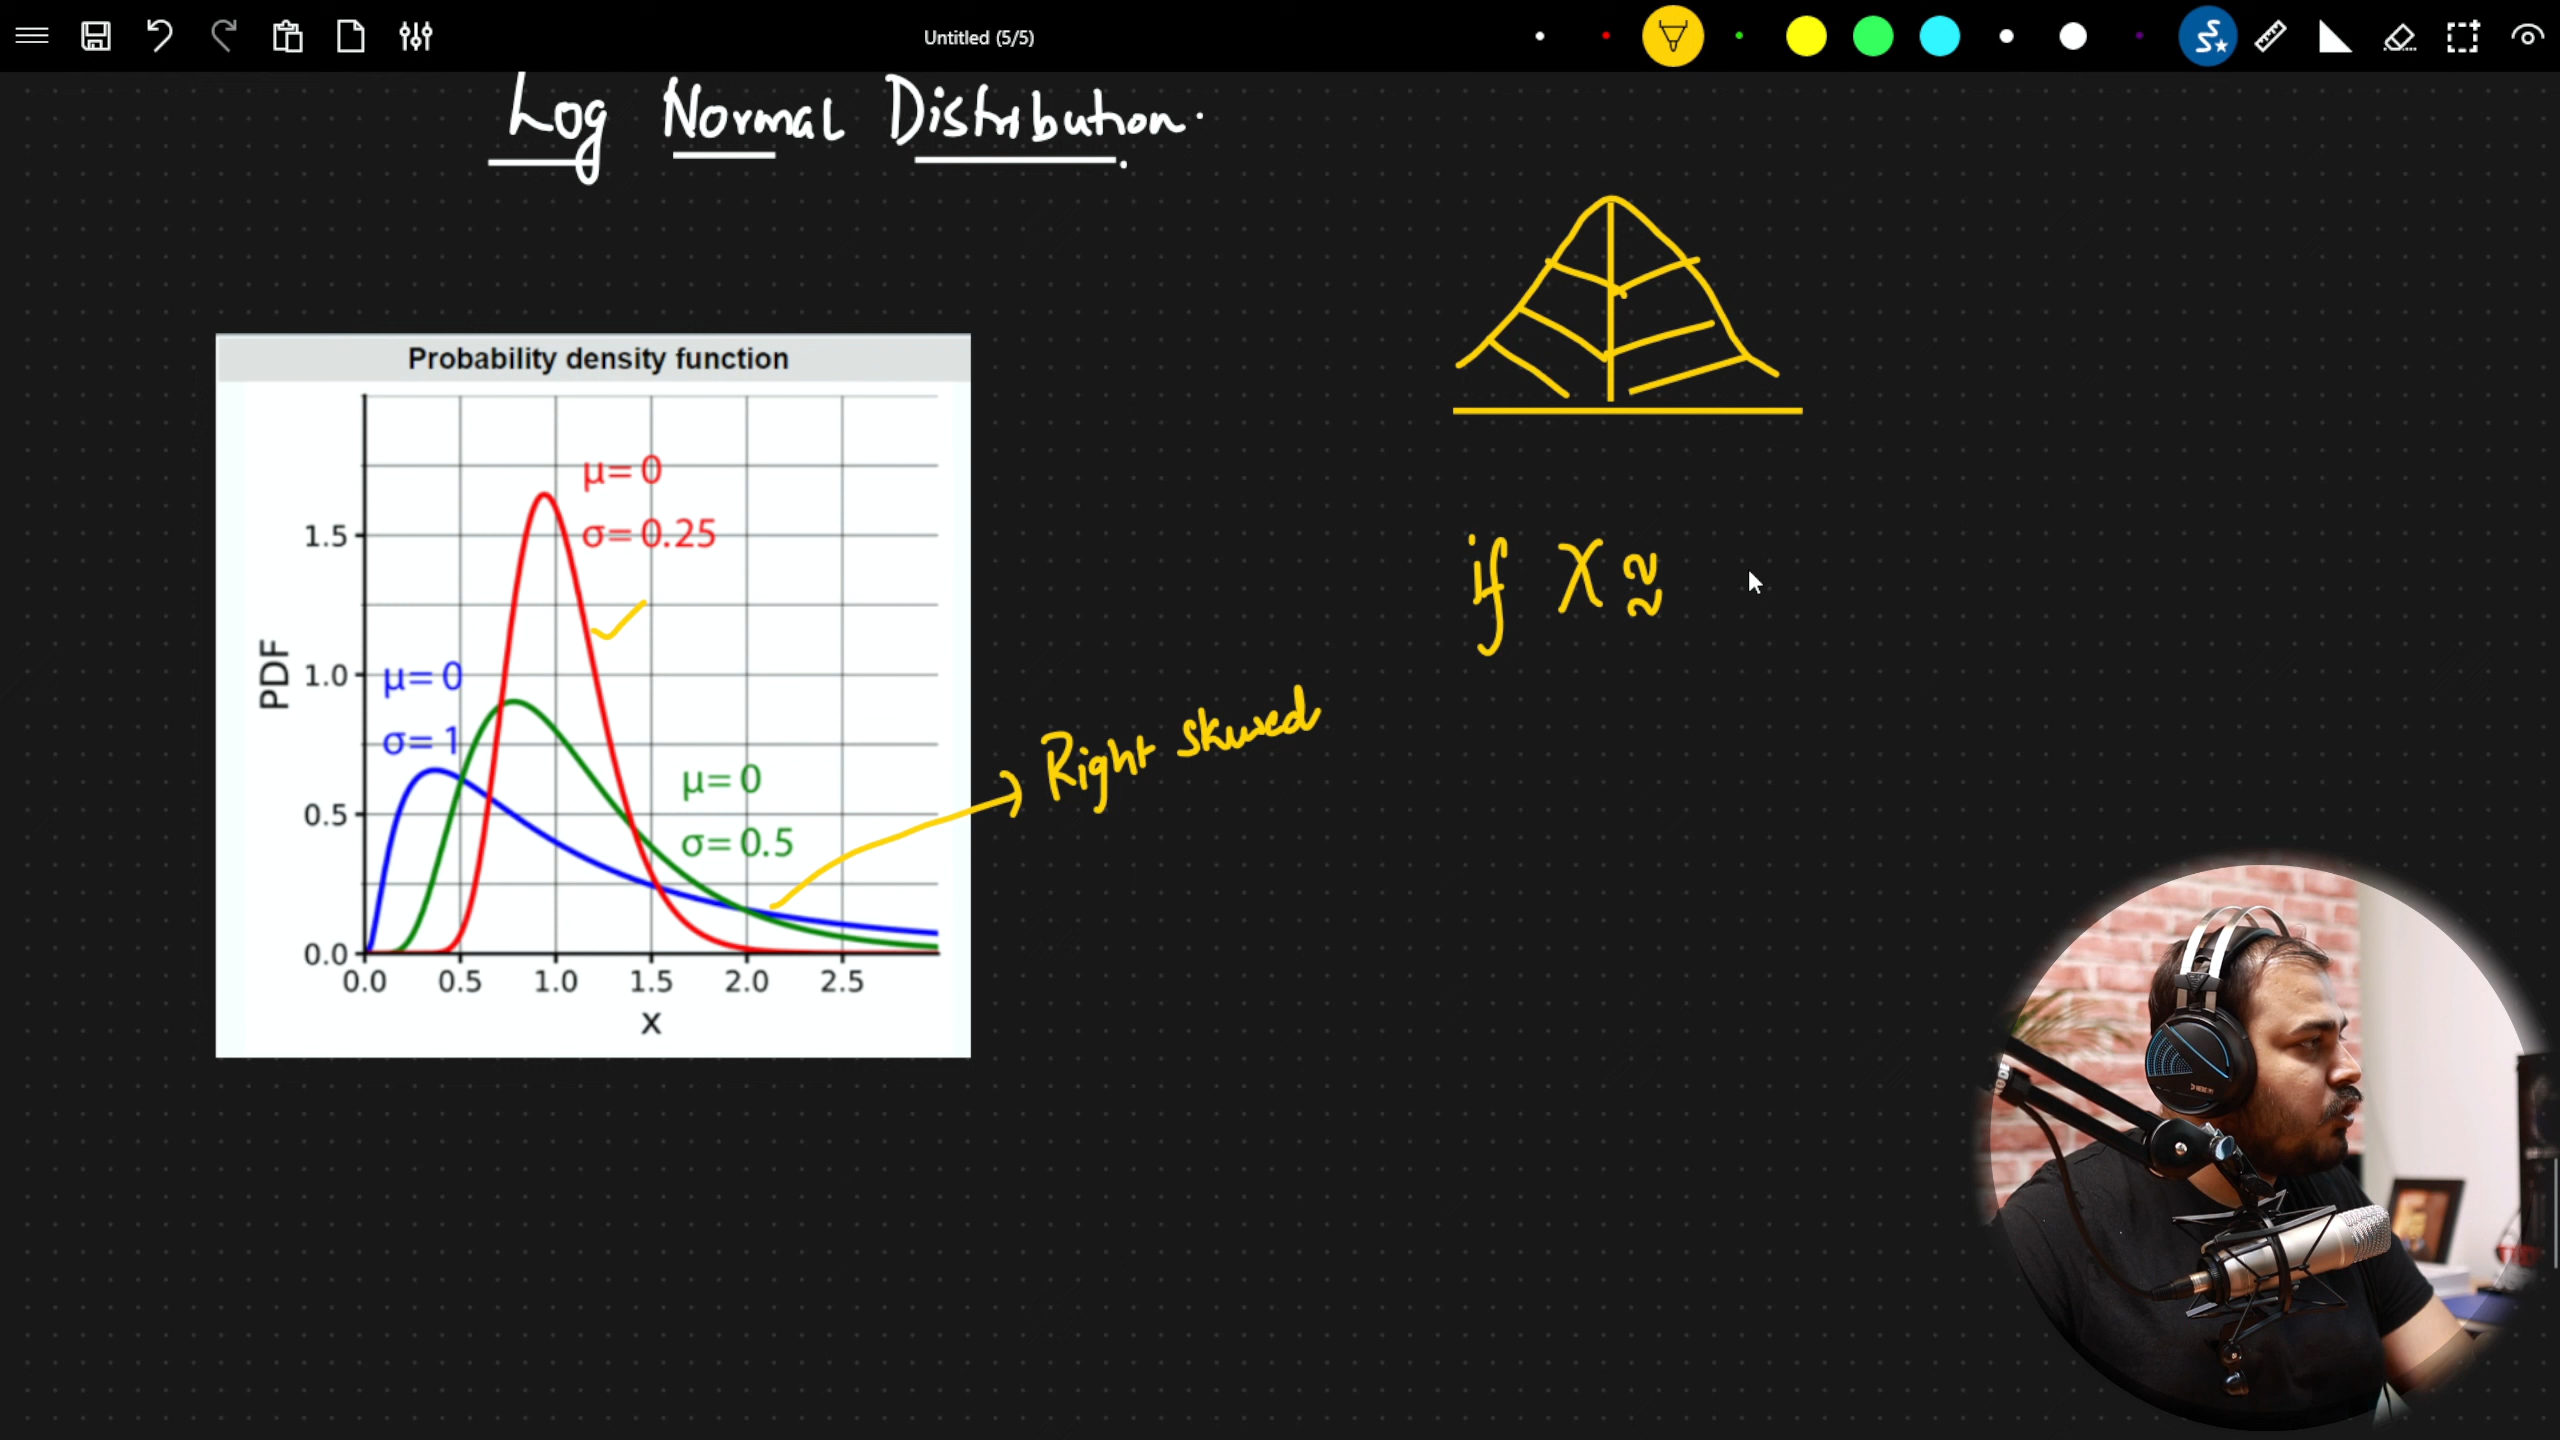 Untitled (5/5)
Log Normal Distribution.
Probability density function
μ=0
σ=0.25
μ=0
σ=1
μ=0
σ=0.5
PDF
1.5
1.0
0.5
0.0
0.0 0.5 1.0 1.5 2.0 2.5
x
Right skewed
if X ≈